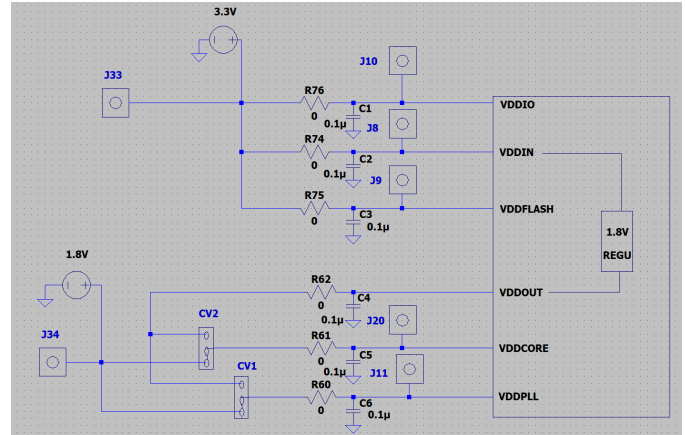 3.3V
J33
J10
R76
C1
0
0.1µ
J8
VDDIO
R74
C2
0
0.1µ
J9
VDDIN
R75
C3
0
0.1µ
VDDFLASH
1.8V
REGU
1.8V
R62
C4
0
0.1µ
VDDOUT
CV2
J20
J34
R61
C5
0
0.1µ
VDDCORE
CV1
J11
R60
C6
0
0.1µ
VDDPLL